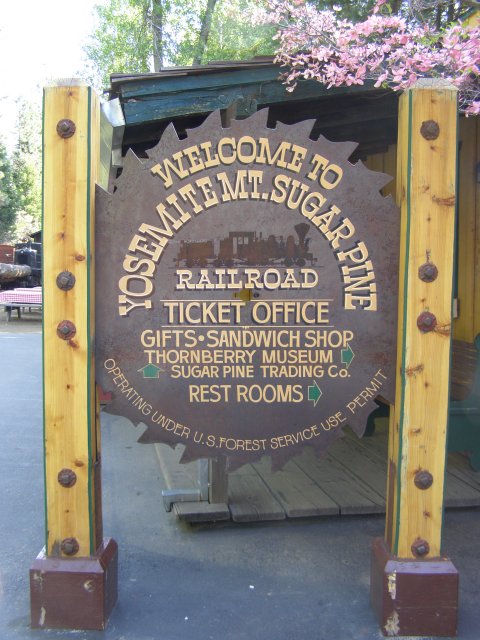 WELCOME TO
YOSEMITE MT. SUGAR PINE
RAILROAD
TICKET OFFICE
GIFTS • SANDWICH SHOP
THORNBERRY MUSEUM
SUGAR PINE TRADING Co.
REST ROOMS
OPERATING UNDER U.S. FOREST SERVICE USE PERMIT